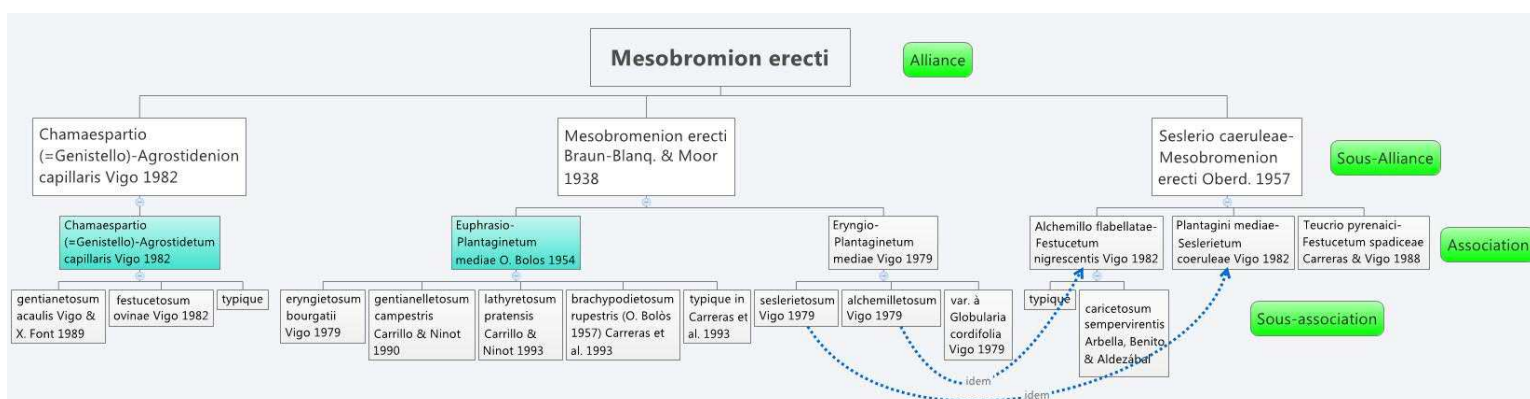 Mesobromion erecti
Alliance
Chamaespartio
(=Genistello)-Agrostidenion
capillaris Vigo 1982
Mesobromenion erecti
Braun-Blanq. & Moor
1938
Seslerio caeruleae-
Mesobromenion
erecti Oberd. 1957
Sous-Alliance
Chamaespartio
(=Genistello)-Agrostidetum
capillaris Vigo 1982
Euphrasio-
Plantaginetum
mediae O. Bolos 1954
Eryngio-
Plantaginetum
mediae Vigo 1979
Alchemillo flabellatae-
Festucetum
nigrescentis Vigo 1982
Plantagini mediae-
Seslerietum
coeruleae Vigo 1982
Teucrio pyrenaici-
Festucetum spadiceae
Carreras & Vigo 1988
Association
gentianetosum
acaulis Vigo &
X. Font 1989
festucetosum
ovinae Vigo 1982
typique
eryngietosum
bourgatii
Vigo 1979
gentianelletosum
campestris
Carrillo & Ninot
1990
lathyretosum
pratensis
Carrillo &
Ninot 1993
brachypodietosum
rupestris (O. Bolòs
1957) Carreras et
al. 1993
typique in
Carreras et
al. 1993
seslerietosum
Vigo 1979
alchemilletosum
Vigo 1979
var. à
Globularia
cordifolia
Vigo 1979
typique
caricetosum
sempervirentis
Arbella, Benito
& Aldezábal
Sous-association
idem
idem